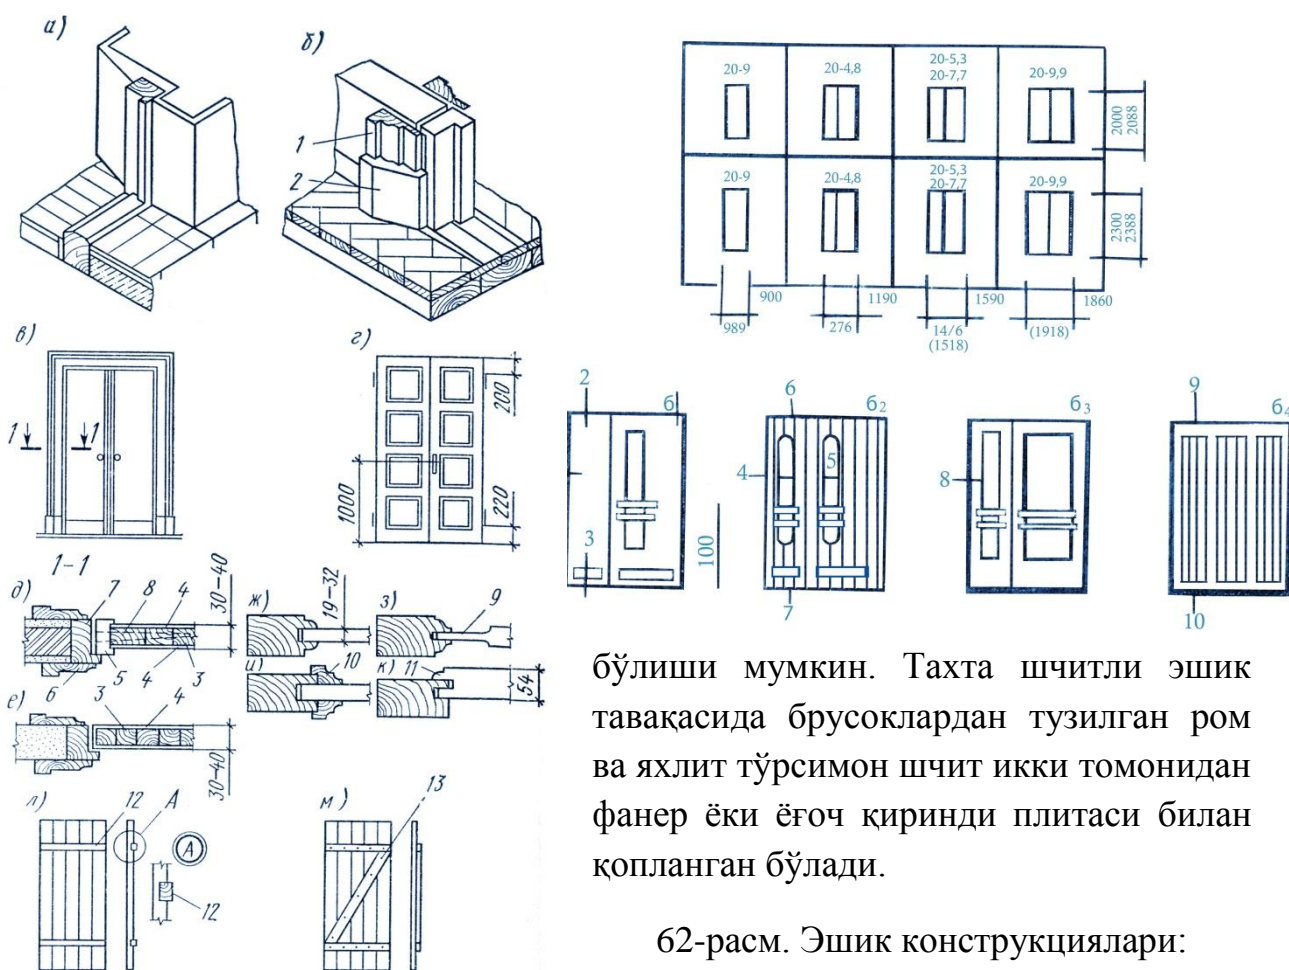 а)
б)
1
2
в)
г)
1
1
1000
200
220
1-1
д)
7
8
4
30-40
6
5
4
3
е)
3
4
30-40
ж)
19-32
з)
9
и)
10
к)
11
54
л)
12
А
А
12
м)
13
20-9
20-4,8
20-5,3
20-7,7
20-9,9
2000
2088
20-9
20-4,8
20-5,3
20-7,7
20-9,9
2300
2388
900
1190
1590
1860
989
276
14/6
(1518)
(1918)
2
б
3
100
6
б2
4
5
7
б3
8
9
б4
10
бўлиши мумкин. Тахта шчитли эшик
тавақасида брусоклардан тузилган ром
ва яхлит тўрсимон шчит икки томонидан
фанер ёки ёғоч қиринди плитаси билан
қопланган бўлади.
62-расм. Эшик конструкциялари: